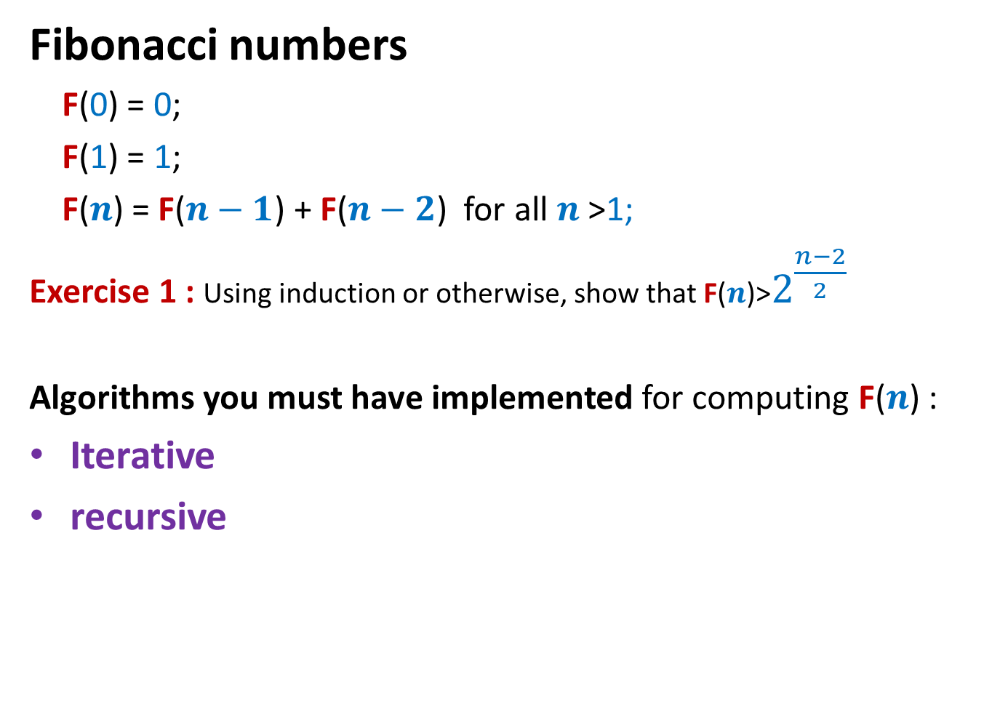 Fibonacci numbers
F(0) = 0;
F(1) = 1;
F(n) = F(n − 1) + F(n − 2) for all n >1;
Exercise 1 : Using induction or otherwise, show that F(n)>2^{\frac{n−2}{2}}
Algorithms you must have implemented for computing F(n) :
• Iterative
• recursive